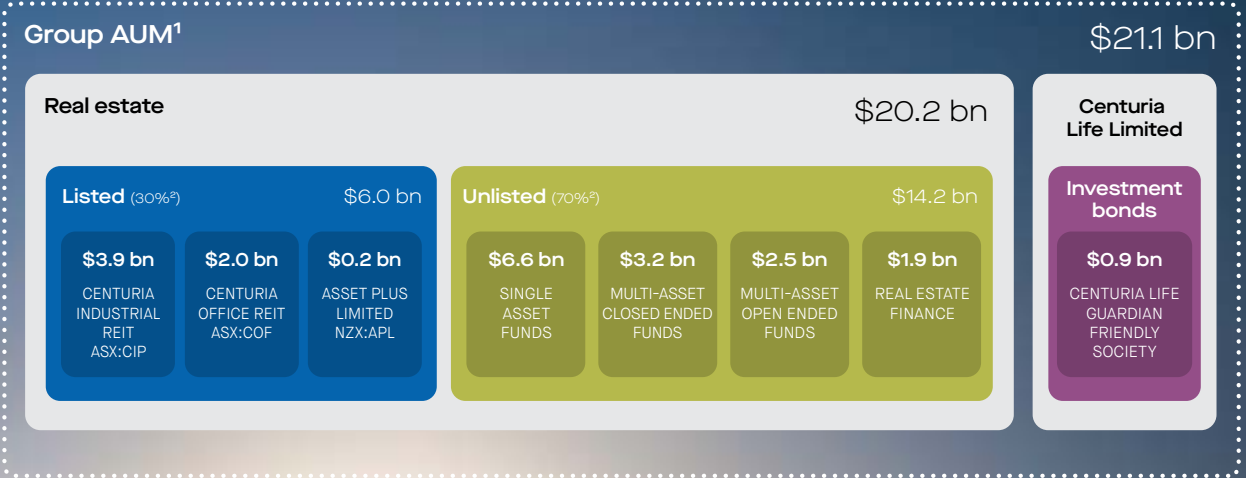 Group AUM¹
$21.1 bn
Real estate
$20.2 bn
Listed (30%²)
$6.0 bn
$3.9 bn
CENTURIA
INDUSTRIAL
REIT
ASX:CIP
$2.0 bn
CENTURIA
OFFICE REIT
ASX:COF
$0.2 bn
ASSET PLUS
LIMITED
NZX:APL
Unlisted (70%²)
$14.2 bn
$6.6 bn
SINGLE
ASSET
FUNDS
$3.2 bn
MULTI-ASSET
CLOSED ENDED
FUNDS
$2.5 bn
MULTI-ASSET
OPEN ENDED
FUNDS
$1.9 bn
REAL ESTATE
FINANCE
Centuria
Life Limited
Investment
bonds
$0.9 bn
CENTURIA LIFE
GUARDIAN
FRIENDLY
SOCIETY